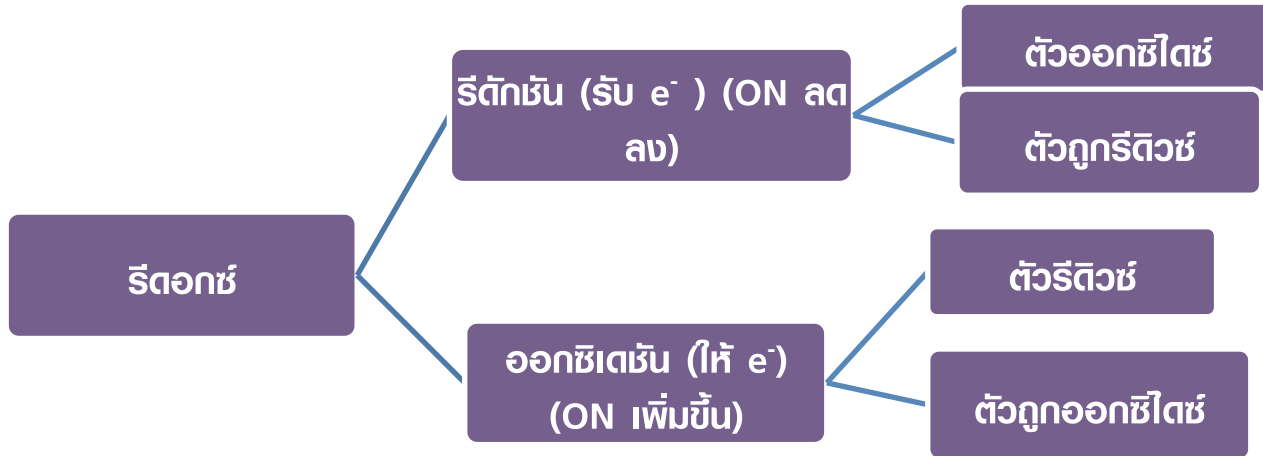 รีดอกซ์
รีดักชัน (รับ e⁻ ) (ON ลด
ลง)
ตัวออกซิไดซ์
ตัวถูกรีดิวซ์
ออกซิเดชัน (ให้ e⁻)
(ON เพิ่มขึ้น)
ตัวรีดิวซ์
ตัวถูกออกซิไดซ์